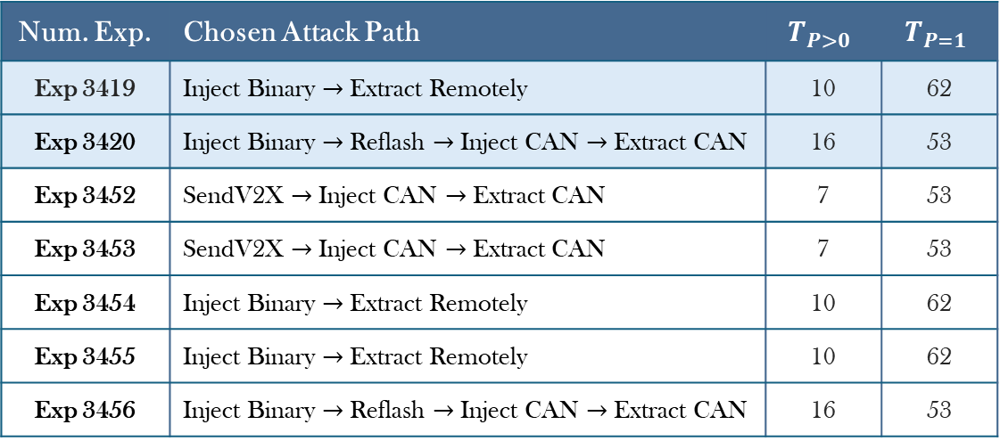 Num. Exp. Chosen Attack Path T P>0 T P=1
Exp 3419 Inject Binary → Extract Remotely 10 62
Exp 3420 Inject Binary → Reflash → Inject CAN → Extract CAN 16 53
Exp 3452 SendV2X → Inject CAN → Extract CAN 7 53
Exp 3453 SendV2X → Inject CAN → Extract CAN 7 53
Exp 3454 Inject Binary → Extract Remotely 10 62
Exp 3455 Inject Binary → Extract Remotely 10 62
Exp 3456 Inject Binary → Reflash → Inject CAN → Extract CAN 16 53